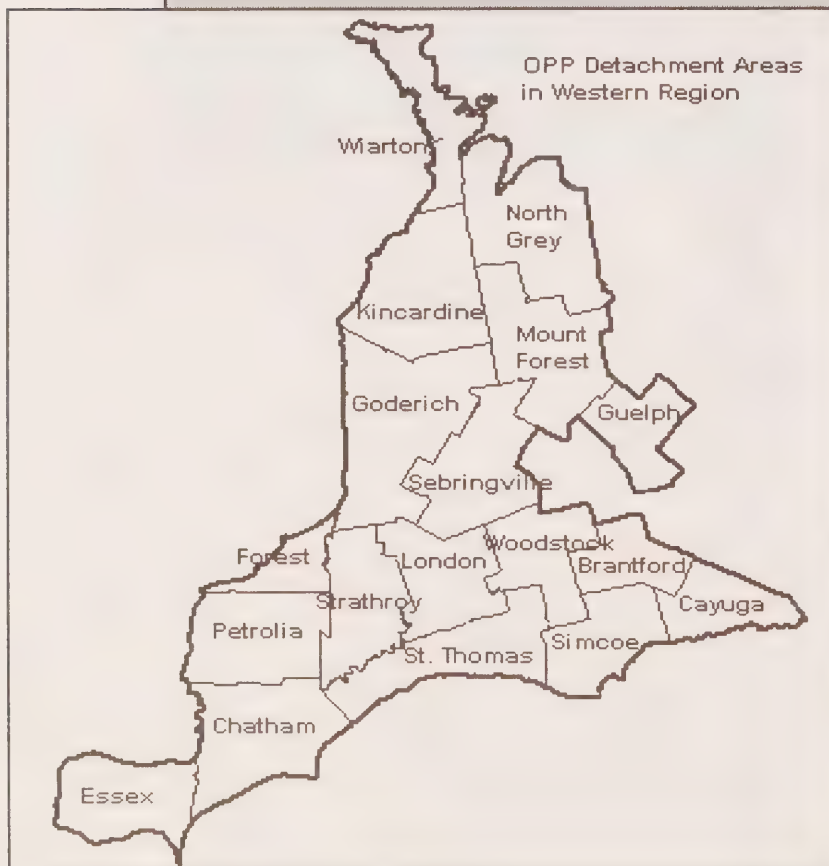 OPP Detachment Areas
in Western Region
Wiarton
North
Grey
Kincardine
Mount
Forest
Goderich
Guelph
Sebringville
Forest
London
Woodstock
Brantford
Strathroy
Cayuga
Petrolia
St. Thomas
Simcoe
Chatham
Essex